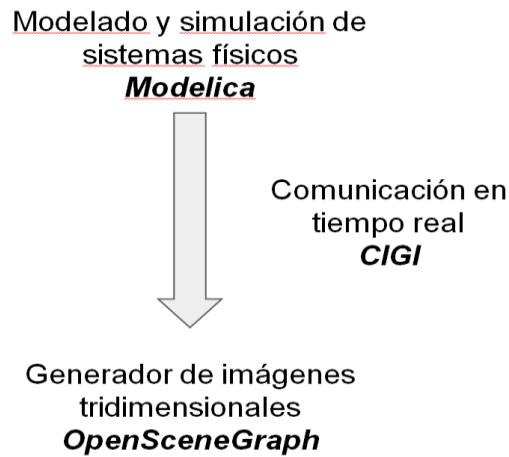 Modelado y simulación de
sistemas físicos
Modelica
Comunicación en
tiempo real
CIGI
Generador de imágenes
tridimensionales
OpenSceneGraph